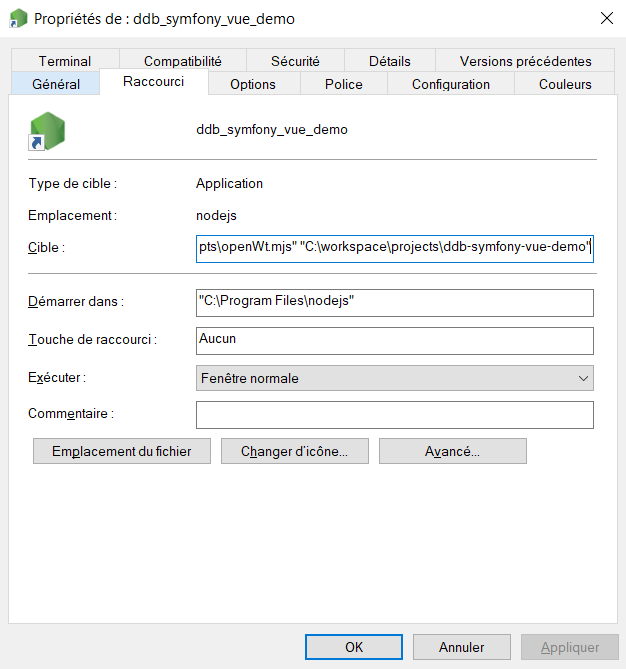 Propriétés de : ddb_symfony_vue_demo
Terminal Compatibilité Sécurité Détails Versions précédentes
Général Raccourci Options Police Configuration Couleurs
ddb_symfony_vue_demo
Type de cible : Application
Emplacement : nodejs
Cible : pts\openWt.mjs" "C:\workspace\projects\ddb-symfony-vue-demo"
Démarrer dans : "C:\Program Files\nodejs"
Touche de raccourci : Aucun
Exécuter : Fenêtre normale
Commentaire :
Emplacement du fichier Changer d'icône... Avancé...
OK Annuler Appliquer